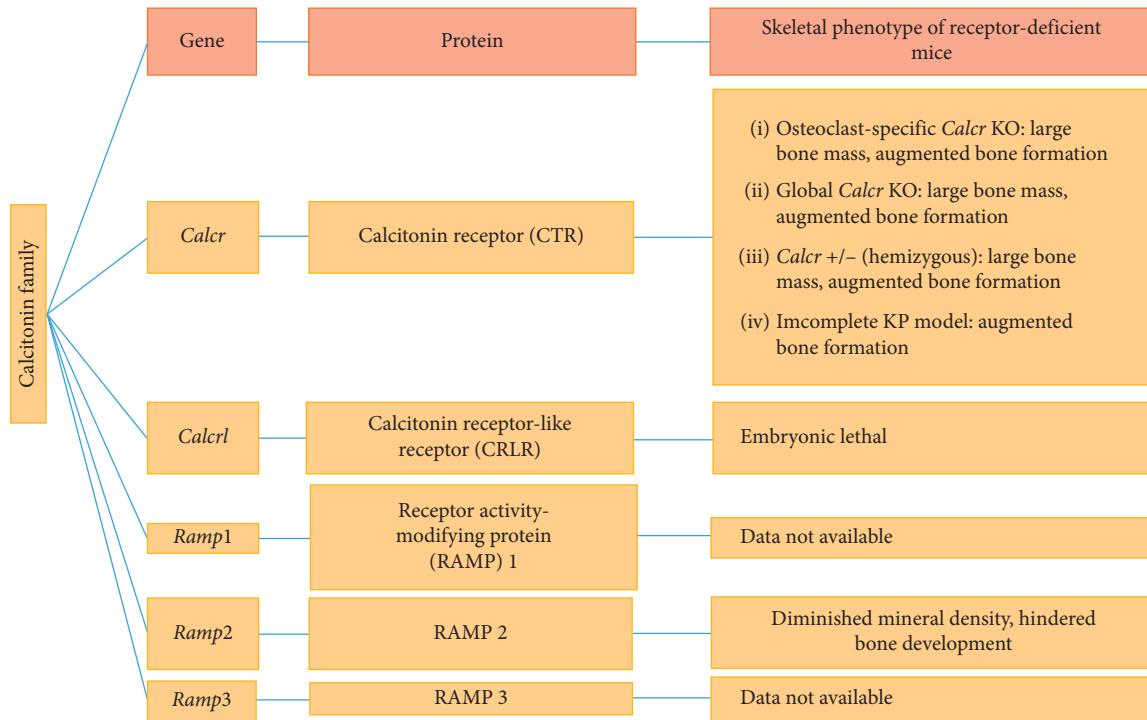 Calcitonin family
Gene
Protein
Skeletal phenotype of receptor-deficient
mice
Calcr
Calcitonin receptor (CTR)
(i) Osteoclast-specific Calcr KO: large
bone mass, augmented bone formation
(ii) Global Calcr KO: large bone mass,
augmented bone formation
(iii) Calcr +/– (hemizygous): large bone
mass, augmented bone formation
(iv) Imcomplete KP model: augmented
bone formation
Calcrl
Calcitonin receptor-like
receptor (CRLR)
Embryonic lethal
Ramp1
Receptor activity-
modifying protein
(RAMP) 1
Data not available
Ramp2
RAMP 2
Diminished mineral density, hindered
bone development
Ramp3
RAMP 3
Data not available